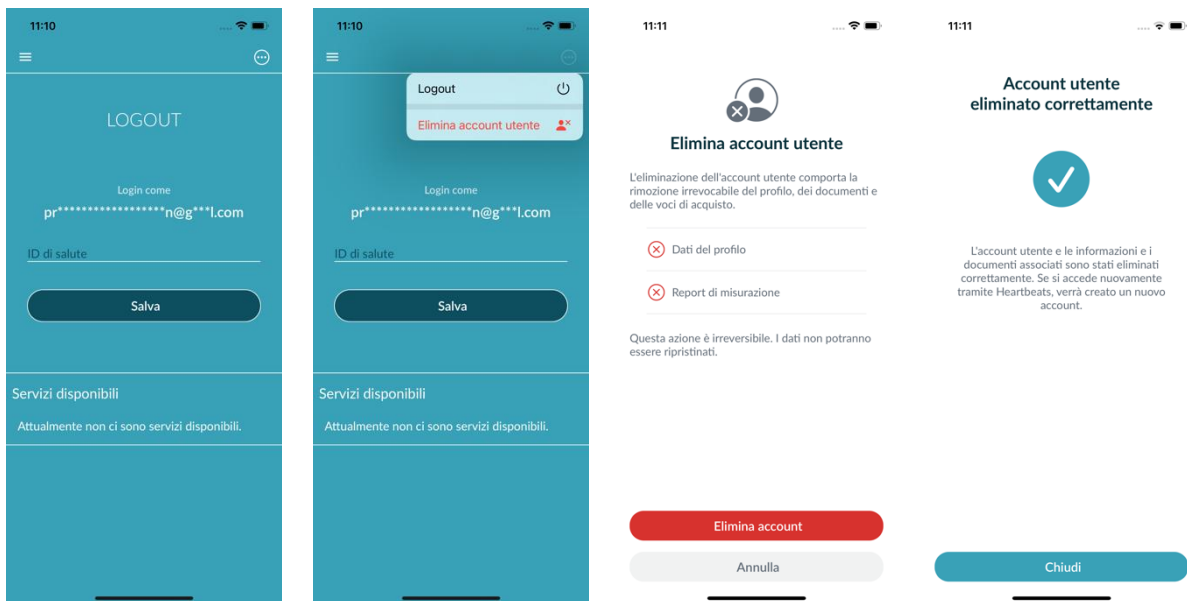 11:10
LOGOUT
Login come
pr******************n@g***l.com
ID di salute
Salva
Servizi disponibili
Attualmente non ci sono servizi disponibili.
11:10
Logout
Elimina account utente
Login come
pr******************n@g***l.com
ID di salute
Salva
Servizi disponibili
Attualmente non ci sono servizi disponibili.
11:11
Elimina account utente
L'eliminazione dell'account utente comporta la
rimozione irrevocabile del profilo, dei documenti e
delle voci di acquisto.
Dati del profilo
Report di misurazione
Questa azione è irreversibile. I dati non potranno
essere ripristinati.
Elimina account
Annulla
11:11
Account utente
eliminato correttamente
L'account utente e le informazioni e i
documenti associati sono stati eliminati
correttamente. Se si accede nuovamente
tramite Heartbeats, verrà creato un nuovo
account.
Chiudi